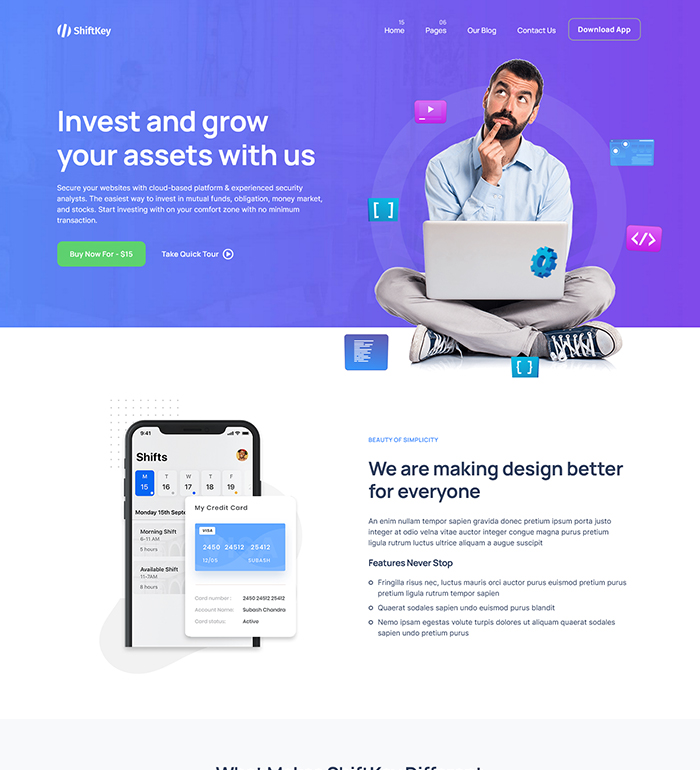 ShiftKey
15
06
Home
Pages
Our Blog
Contact Us
Download App
Invest and grow
your assets with us
Secure your websites with cloud-based platform & experienced security
analysts. The easiest way to invest in mutual funds, obligation, money market,
and stocks. Start investing with on your comfort zone with no minimum
transaction.
Buy Now For - $15
Take Quick Tour
[ ]
</>
[ ]
9:41
Shifts
M
T
W
T
F
15
16
17
18
19
Monday 15th Septe
Morning Shift
6–11 AM
5 hours
Available Shift
11–7AM
8 hours
My Credit Card
VISA
2450 24512 25412
12/05
SUBASH
Card number :
2450 24512 25412
Account Name:
Subash Chandra
Card status:
Active
BEAUTY OF SIMPLICITY
We are making design better
for everyone
An enim nullam tempor sapien gravida donec pretium ipsum porta justo
integer at odio velna vitae auctor integer congue magna purus pretium
ligula rutrum luctus ultrice aliquam a augue suscipit
Features Never Stop
Fringilla risus nec, luctus mauris orci auctor purus euismod pretium purus
pretium ligula rutrum tempor sapien
Quaerat sodales sapien undo euismod purus blandit
Nemo ipsam egestas volute turpis dolores ut aliquam quaerat sodales
sapien undo pretium purus
What Makes ShiftKey Different